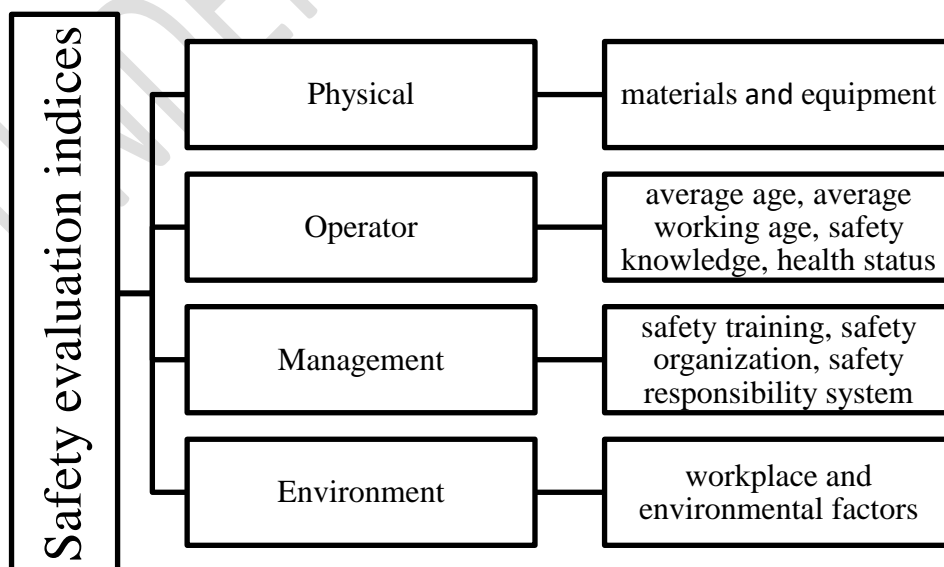 Safety evaluation indices
Physical
materials and equipment
Operator
average age, average
working age, safety
knowledge, health status
Management
safety training, safety
organization, safety
responsibility system
Environment
workplace and
environmental factors